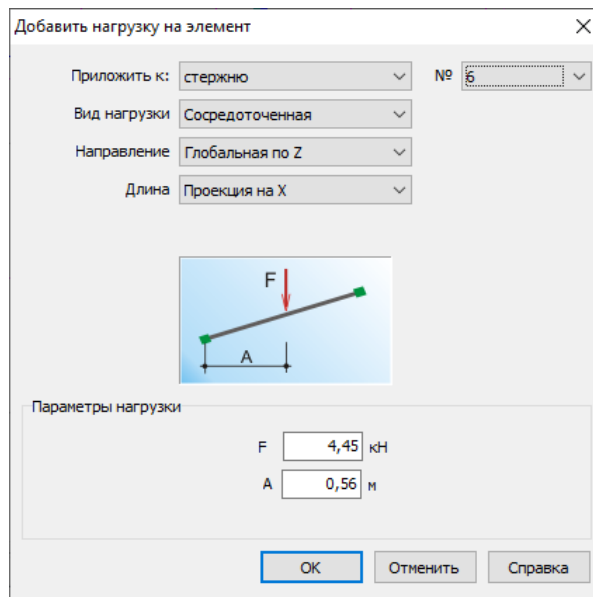 Добавить нагрузку на элемент
Приложить к: стержню № 6
Вид нагрузки Сосредоточенная
Направление Глобальная по Z
Длина Проекция на X
F
A
Параметры нагрузки
F 4,45 кН
A 0,56 м
OK Отменить Справка